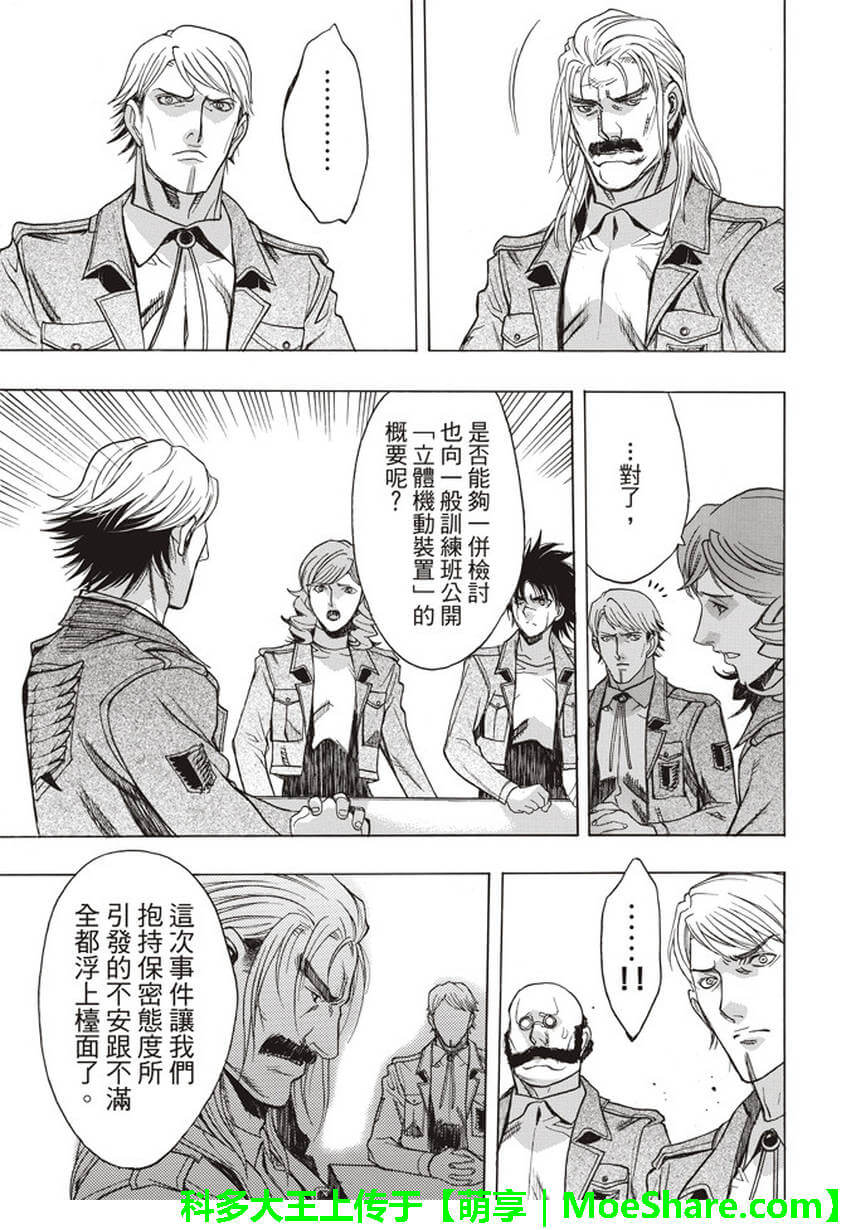 ………
…對了，
是否能夠一併檢討
也向一般訓練班公開
「立體機動裝置」的
概要呢？
……!!
這次事件讓我們
抱持保密態度所
引發的不安跟不滿
全都浮上檯面了。
科多大王上传于【萌享｜MoeShare.com】